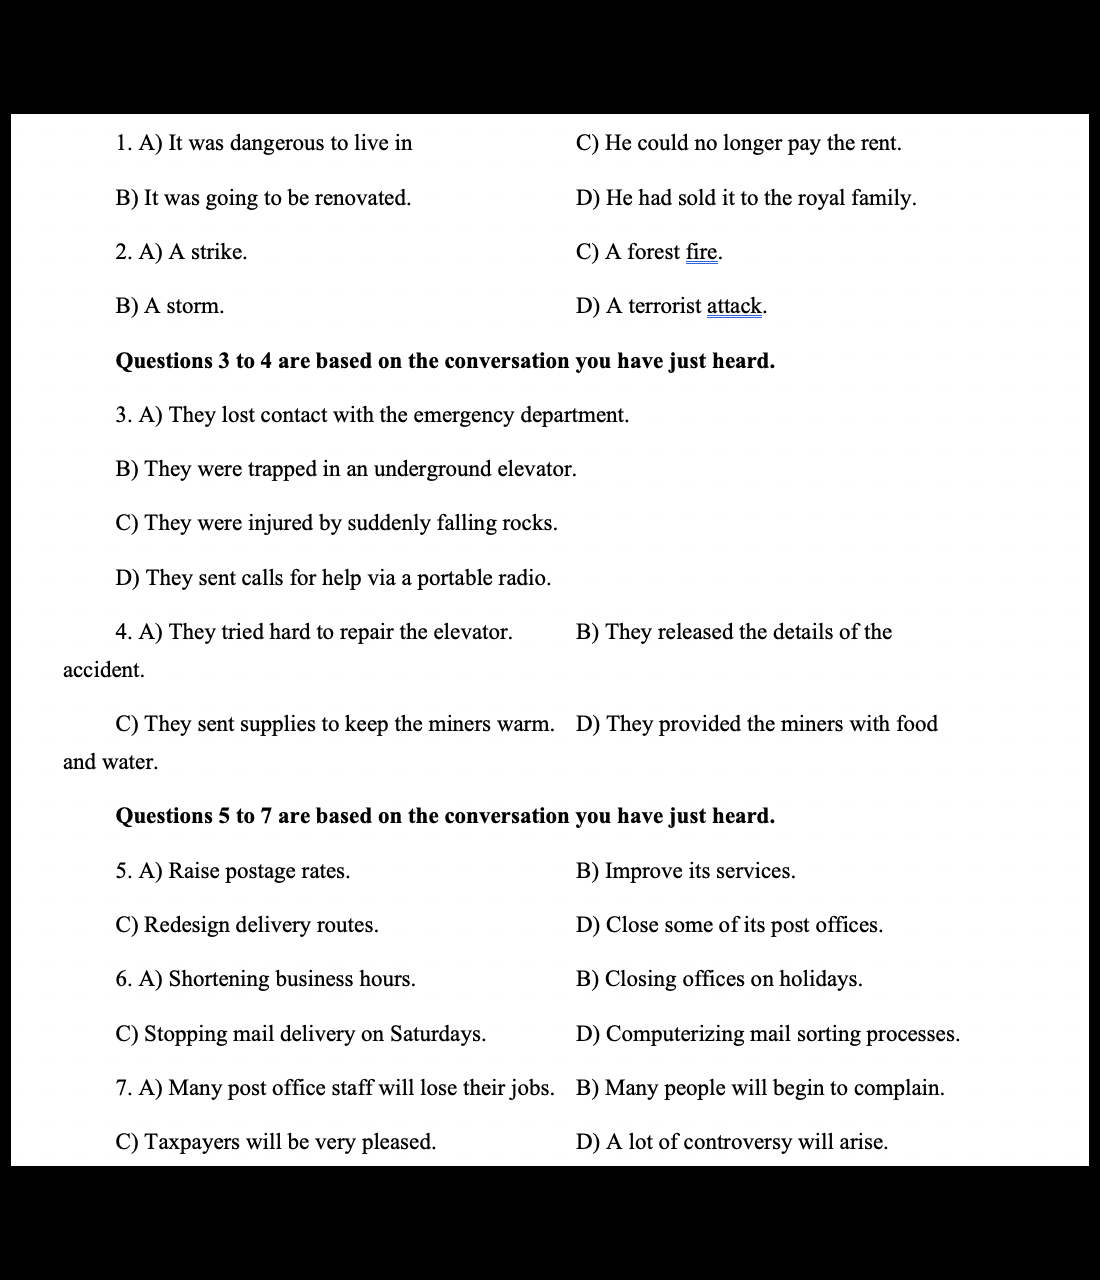 1. A) It was dangerous to live in C) He could no longer pay the rent.
B) It was going to be renovated. D) He had sold it to the royal family.
2. A) A strike. C) A forest fire.
B) A storm. D) A terrorist attack.
Questions 3 to 4 are based on the conversation you have just heard.
3. A) They lost contact with the emergency department.
B) They were trapped in an underground elevator.
C) They were injured by suddenly falling rocks.
D) They sent calls for help via a portable radio.
4. A) They tried hard to repair the elevator. B) They released the details of the
accident.
C) They sent supplies to keep the miners warm. D) They provided the miners with food
and water.
Questions 5 to 7 are based on the conversation you have just heard.
5. A) Raise postage rates. B) Improve its services.
C) Redesign delivery routes. D) Close some of its post offices.
6. A) Shortening business hours. B) Closing offices on holidays.
C) Stopping mail delivery on Saturdays. D) Computerizing mail sorting processes.
7. A) Many post office staff will lose their jobs. B) Many people will begin to complain.
C) Taxpayers will be very pleased. D) A lot of controversy will arise.